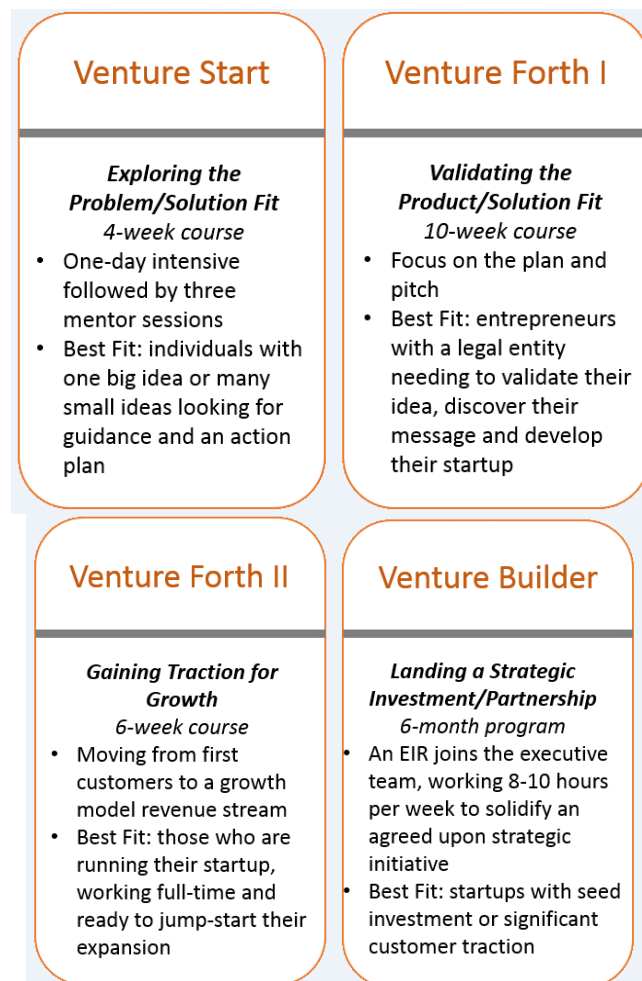 Venture Start
Exploring the
Problem/Solution Fit
4-week course
• One-day intensive
followed by three
mentor sessions
• Best Fit: individuals with
one big idea or many
small ideas looking for
guidance and an action
plan
Venture Forth I
Validating the
Product/Solution Fit
10-week course
• Focus on the plan and
pitch
• Best Fit: entrepreneurs
with a legal entity
needing to validate their
idea, discover their
message and develop
their startup
Venture Forth II
Gaining Traction for
Growth
6-week course
• Moving from first
customers to a growth
model revenue stream
• Best Fit: those who are
running their startup,
working full-time and
ready to jump-start their
expansion
Venture Builder
Landing a Strategic
Investment/Partnership
6-month program
• An EIR joins the executive
team, working 8-10 hours
per week to solidify an
agreed upon strategic
initiative
• Best Fit: startups with seed
investment or significant
customer traction